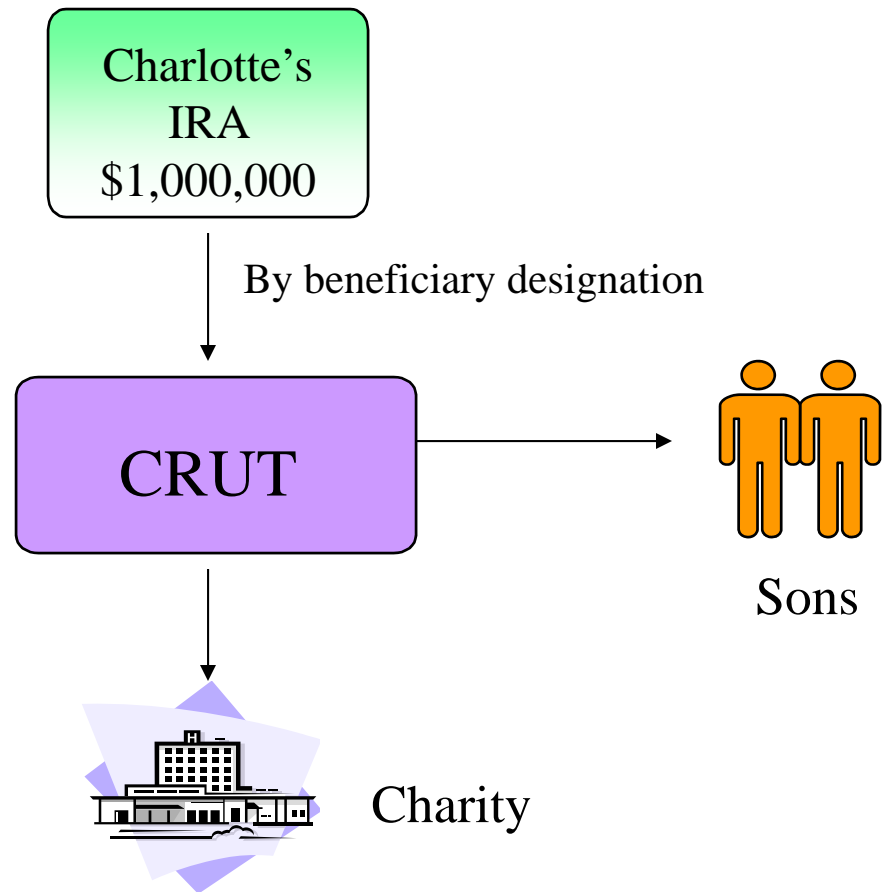 Charlotte's
IRA
$1,000,000
By beneficiary designation
CRUT
Sons
H
Charity